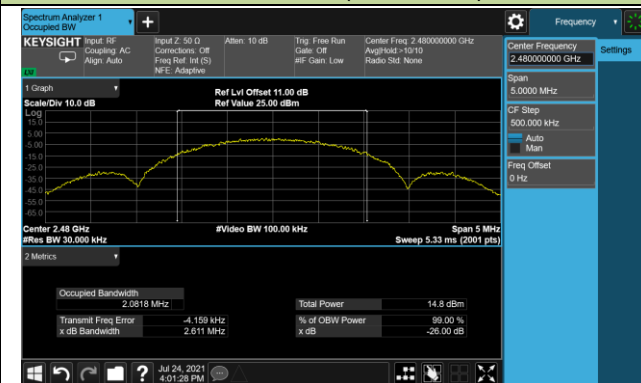 Spectrum Analyzer 1
Occupied BW
Frequency
KEYSIGHT
Input: RF
Coupling: AC
Align: Auto
Input Z: 50 Ω
Corrections: Off
Freq Ref: Int (S)
NFE: Adaptive
Atten: 10 dB
Trig: Free Run
Gate: Off
#IF Gain: Low
Center Freq: 2.480000000 GHz
Avg|Hold:>10/10
Radio Std: None
Center Frequency
2.480000000 GHz
Settings
Span
5.0000 MHz
CF Step
500.000 kHz
Auto
Man
Freq Offset
0 Hz
1 Graph
Scale/Div 10.0 dB
Ref Lvl Offset 11.00 dB
Ref Value 25.00 dBm
Log
15.0
5.00
-5.00
-15.0
-25.0
-35.0
-45.0
-55.0
-65.0
Center 2.48 GHz
#Res BW 30.000 kHz
#Video BW 100.00 kHz
Span 5 MHz
Sweep 5.33 ms (2001 pts)
2 Metrics
Occupied Bandwidth
2.0818 MHz
Total Power 14.8 dBm
Transmit Freq Error -4.159 kHz
% of OBW Power 99.00 %
x dB Bandwidth 2.611 MHz
x dB -26.00 dB
Jul 24, 2021
4:01:28 PM